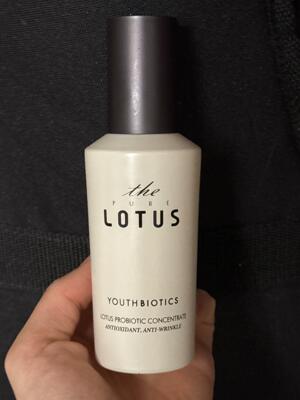 the
PURE
LOTUS
YOUTHBIOTICS
LOTUS PROBIOTIC CONCENTRATE
ANTIOXIDANT, ANTI-WRINKLE